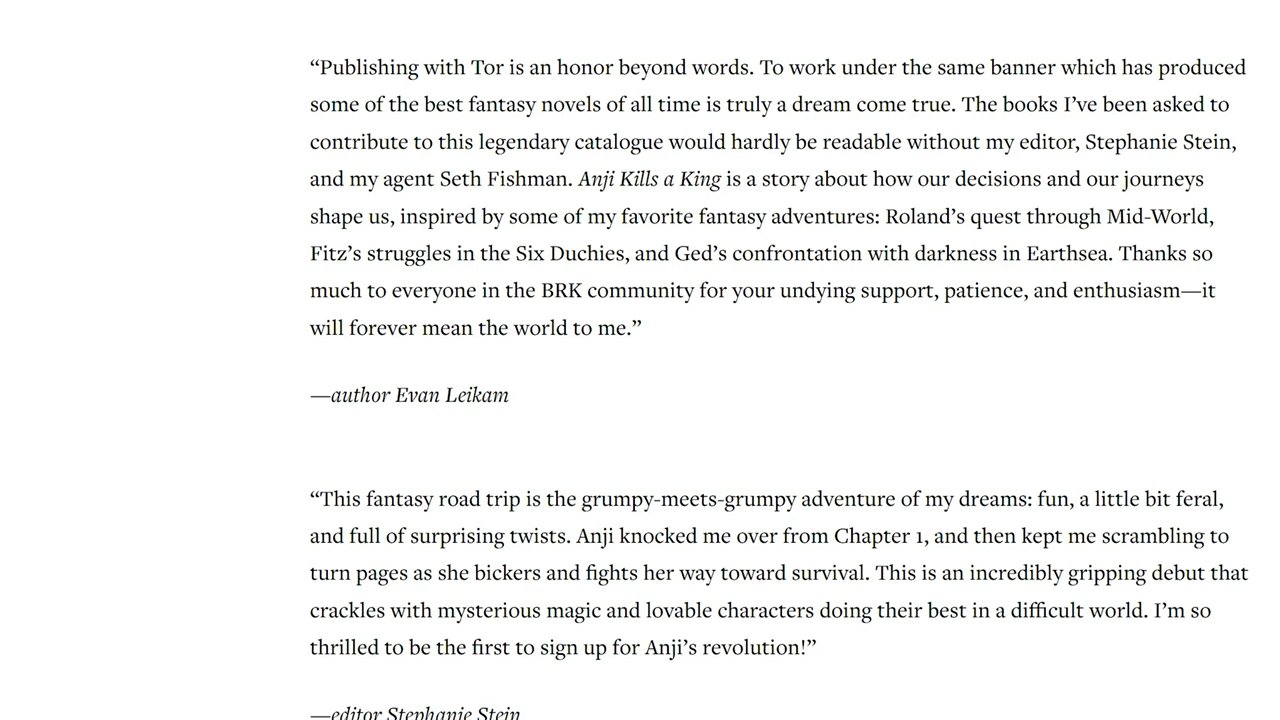 “Publishing with Tor is an honor beyond words. To work under the same banner which has produced
some of the best fantasy novels of all time is truly a dream come true. The books I’ve been asked to
contribute to this legendary catalogue would hardly be readable without my editor, Stephanie Stein,
and my agent Seth Fishman. Anji Kills a King is a story about how our decisions and our journeys
shape us, inspired by some of my favorite fantasy adventures: Roland’s quest through Mid-World,
Fitz’s struggles in the Six Duchies, and Ged’s confrontation with darkness in Earthsea. Thanks so
much to everyone in the BRK community for your undying support, patience, and enthusiasm—it
will forever mean the world to me.”
—author Evan Leikam
“This fantasy road trip is the grumpy-meets-grumpy adventure of my dreams: fun, a little bit feral,
and full of surprising twists. Anji knocked me over from Chapter 1, and then kept me scrambling to
turn pages as she bickers and fights her way toward survival. This is an incredibly gripping debut that
crackles with mysterious magic and lovable characters doing their best in a difficult world. I’m so
thrilled to be the first to sign up for Anji’s revolution!”
—editor Stephanie Stein